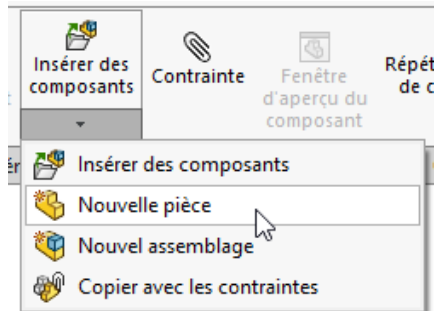 Insérer des
composants
Contrainte
Fenêtre
d'aperçu du
composant
Répét
de c
Insérer des composants
Nouvelle pièce
Nouvel assemblage
Copier avec les contraintes